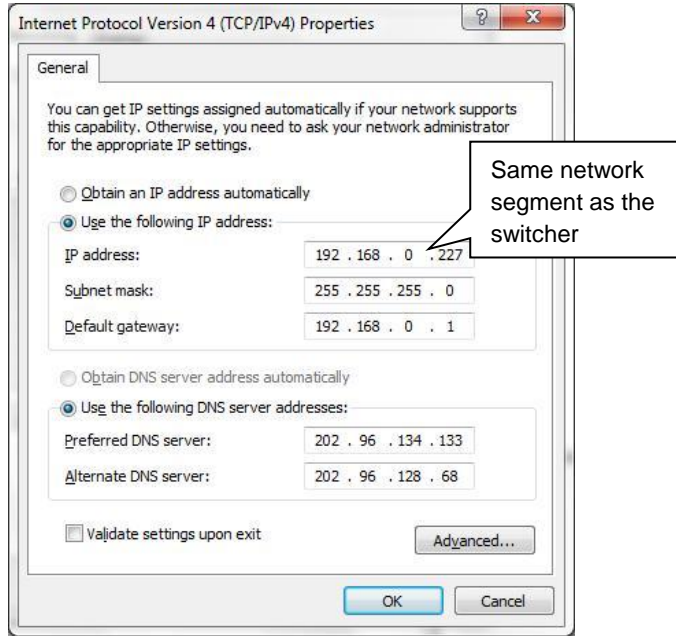 Internet Protocol Version 4 (TCP/IPv4) Properties
General
You can get IP settings assigned automatically if your network supports
this capability. Otherwise, you need to ask your network administrator
for the appropriate IP settings.
Same network
segment as the
switcher
Obtain an IP address automatically
Use the following IP address:
IP address: 192 . 168 . 0 . 227
Subnet mask: 255 . 255 . 255 . 0
Default gateway: 192 . 168 . 0 . 1
Obtain DNS server address automatically
Use the following DNS server addresses:
Preferred DNS server: 202 . 96 . 134 . 133
Alternate DNS server: 202 . 96 . 128 . 68
Validate settings upon exit
Advanced...
OK Cancel